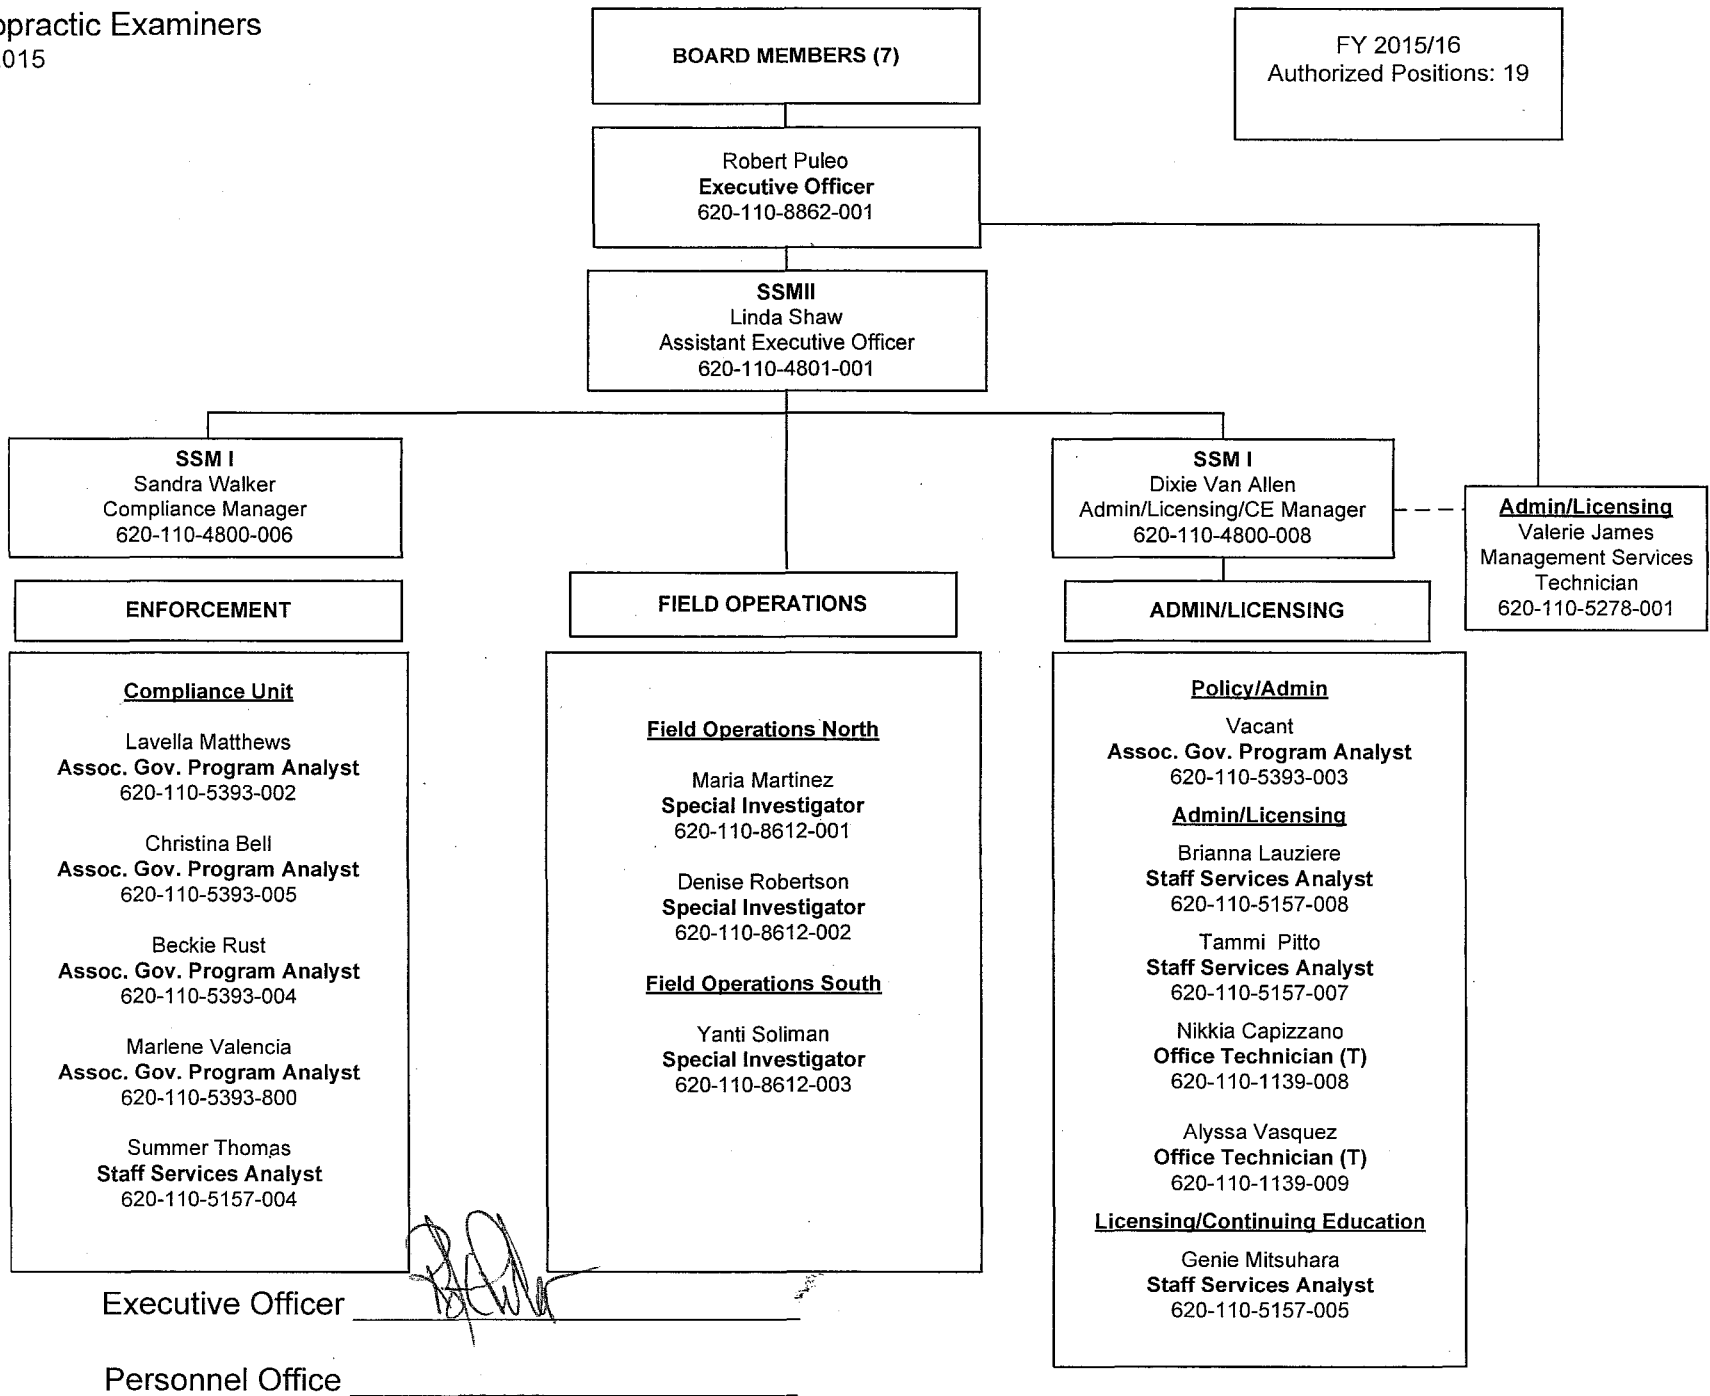 opractic Examiners
015
BOARD MEMBERS (7)
FY 2015/16
Authorized Positions: 19
Robert Puleo
Executive Officer
620-110-8862-001
SSMII
Linda Shaw
Assistant Executive Officer
620-110-4801-001
SSM I
Sandra Walker
Compliance Manager
620-110-4800-006
SSM I
Dixie Van Allen
Admin/Licensing/CE Manager
620-110-4800-008
Admin/Licensing
Valerie James
Management Services
Technician
620-110-5278-001
ENFORCEMENT
FIELD OPERATIONS
ADMIN/LICENSING
Compliance Unit
Lavella Matthews
Assoc. Gov. Program Analyst
620-110-5393-002
Christina Bell
Assoc. Gov. Program Analyst
620-110-5393-005
Beckie Rust
Assoc. Gov. Program Analyst
620-110-5393-004
Marlene Valencia
Assoc. Gov. Program Analyst
620-110-5393-800
Summer Thomas
Staff Services Analyst
620-110-5157-004
Field Operations North
Maria Martinez
Special Investigator
620-110-8612-001
Denise Robertson
Special Investigator
620-110-8612-002
Field Operations South
Yanti Soliman
Special Investigator
620-110-8612-003
Policy/Admin
Vacant
Assoc. Gov. Program Analyst
620-110-5393-003
Admin/Licensing
Brianna Lauziere
Staff Services Analyst
620-110-5157-008
Tammi Pitto
Staff Services Analyst
620-110-5157-007
Nikkia Capizzano
Office Technician (T)
620-110-1139-008
Alyssa Vasquez
Office Technician (T)
620-110-1139-009
Licensing/Continuing Education
Genie Mitsuhara
Staff Services Analyst
620-110-5157-005
Executive Officer
Personnel Office